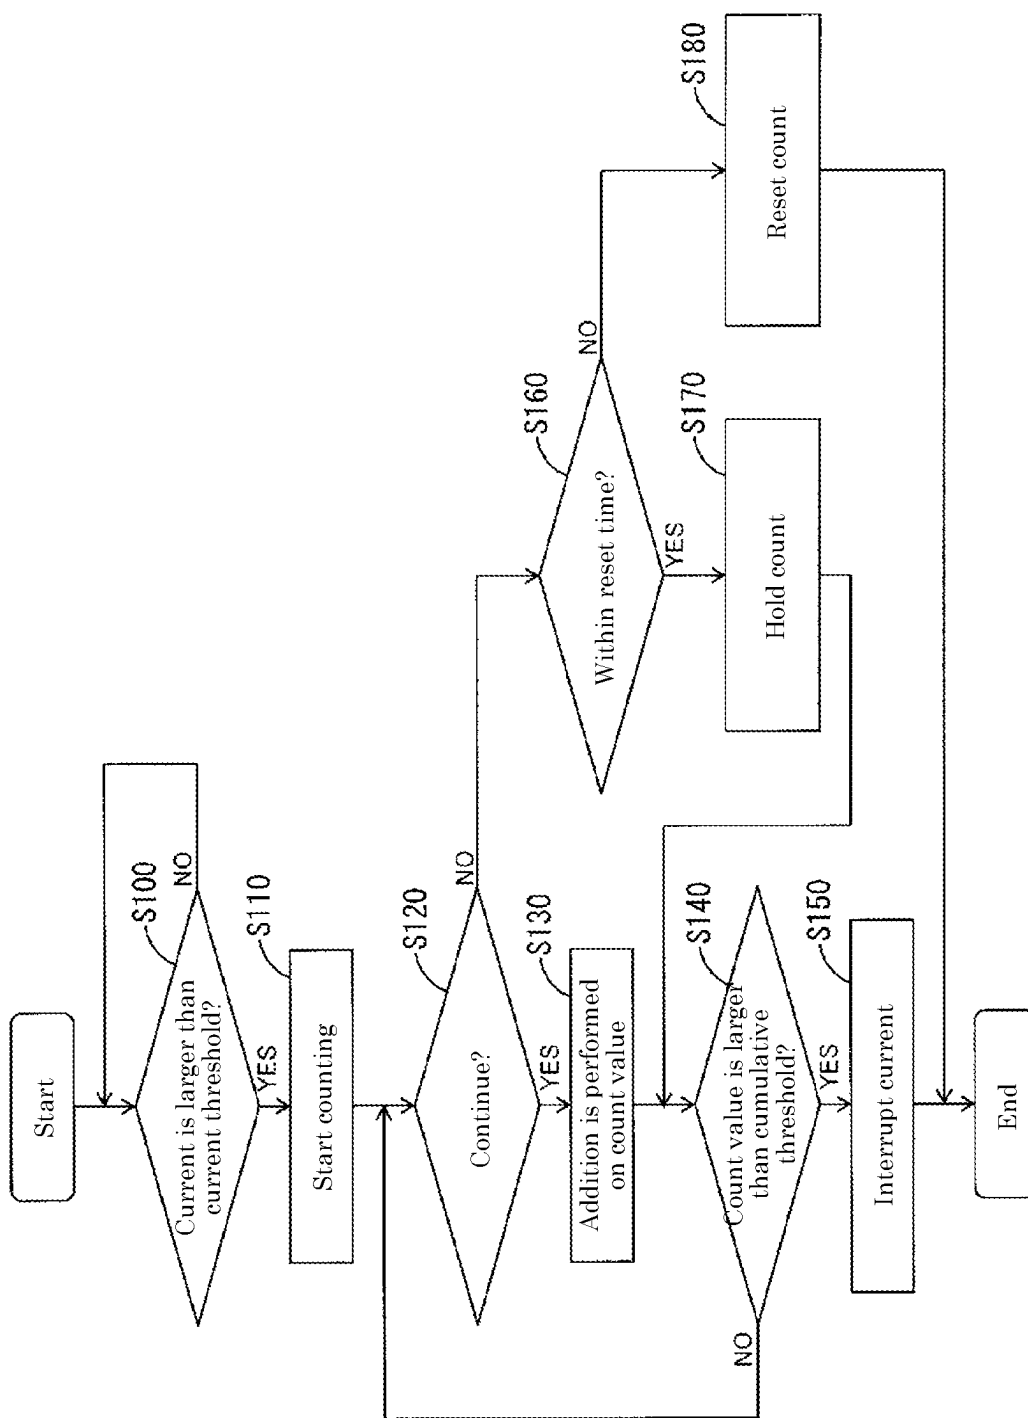 Start
Current is larger than
current threshold?
S100
NO
YES
Start counting
S110
Continue?
S120
NO
YES
Addition is performed
on count value
S130
Count value is larger
than cumulative
threshold?
S140
NO
YES
Interrupt current
S150
End
Within reset time?
S160
NO
YES
Hold count
S170
Reset count
S180